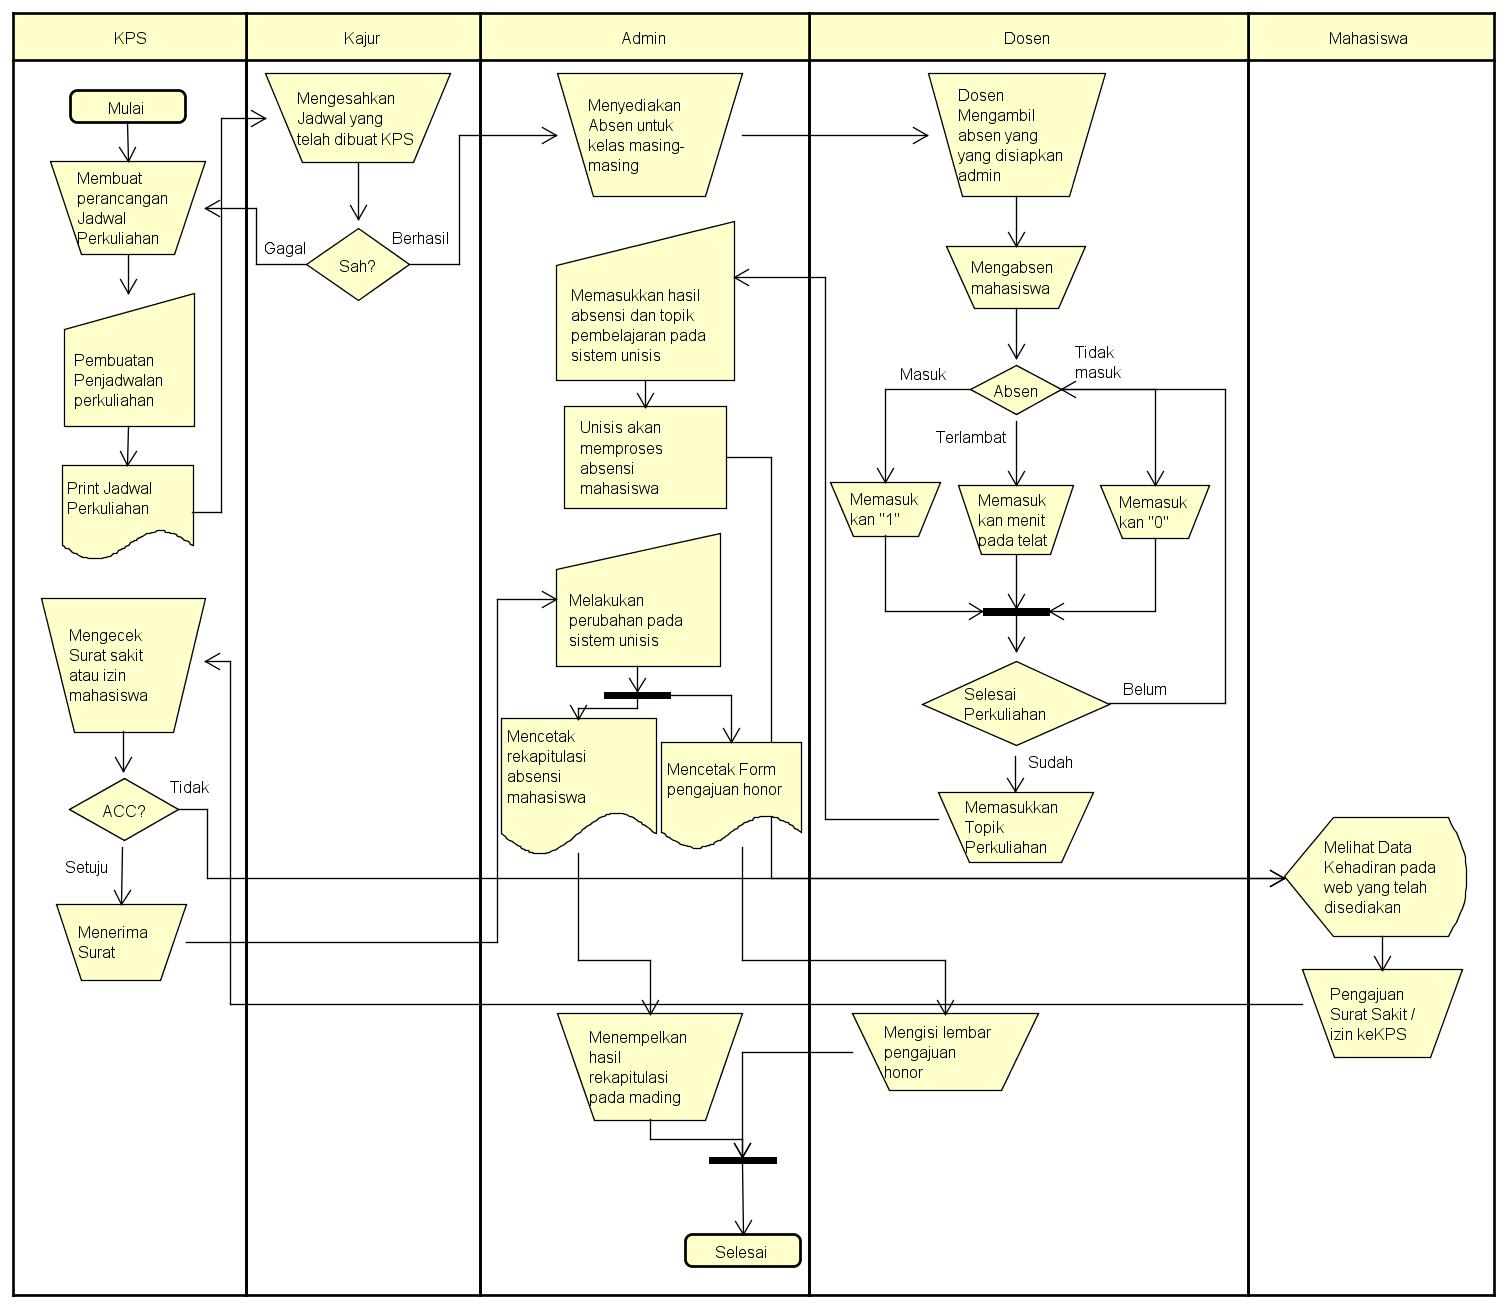 KPS
Kajur
Admin
Dosen
Mahasiswa
Mulai
Membuat
perancangan
Jadwal
Perkuliahan
Pembuatan
Penjadwalan
perkuliahan
Print Jadwal
Perkuliahan
Mengecek
Surat sakit
atau izin
mahasiswa
ACC?
Tidak
Setuju
Menerima
Surat
Mengesahkan
Jadwal yang
telah dibuat KPS
Sah?
Gagal
Berhasil
Menyediakan
Absen untuk
kelas masing-
masing
Memasukkan hasil
absensi dan topik
pembelajaran pada
sistem unisis
Unisis akan
memproses
absensi
mahasiswa
Melakukan
perubahan pada
sistem unisis
Mencetak
rekapitulasi
absensi
mahasiswa
Mencetak Form
pengajuan honor
Menempelkan
hasil
rekapitulasi
pada mading
Selesai
Dosen
Mengambil
absen yang
yang disiapkan
admin
Mengabsen
mahasiswa
Absen
Masuk
Terlambat
Tidak
masuk
Memasuk
kan "1"
Memasuk
kan menit
pada telat
Memasuk
kan "0"
Selesai
Perkuliahan
Belum
Sudah
Memasukkan
Topik
Perkuliahan
Mengisi lembar
pengajuan
honor
Melihat Data
Kehadiran pada
web yang telah
disediakan
Pengajuan
Surat Sakit /
izin keKPS